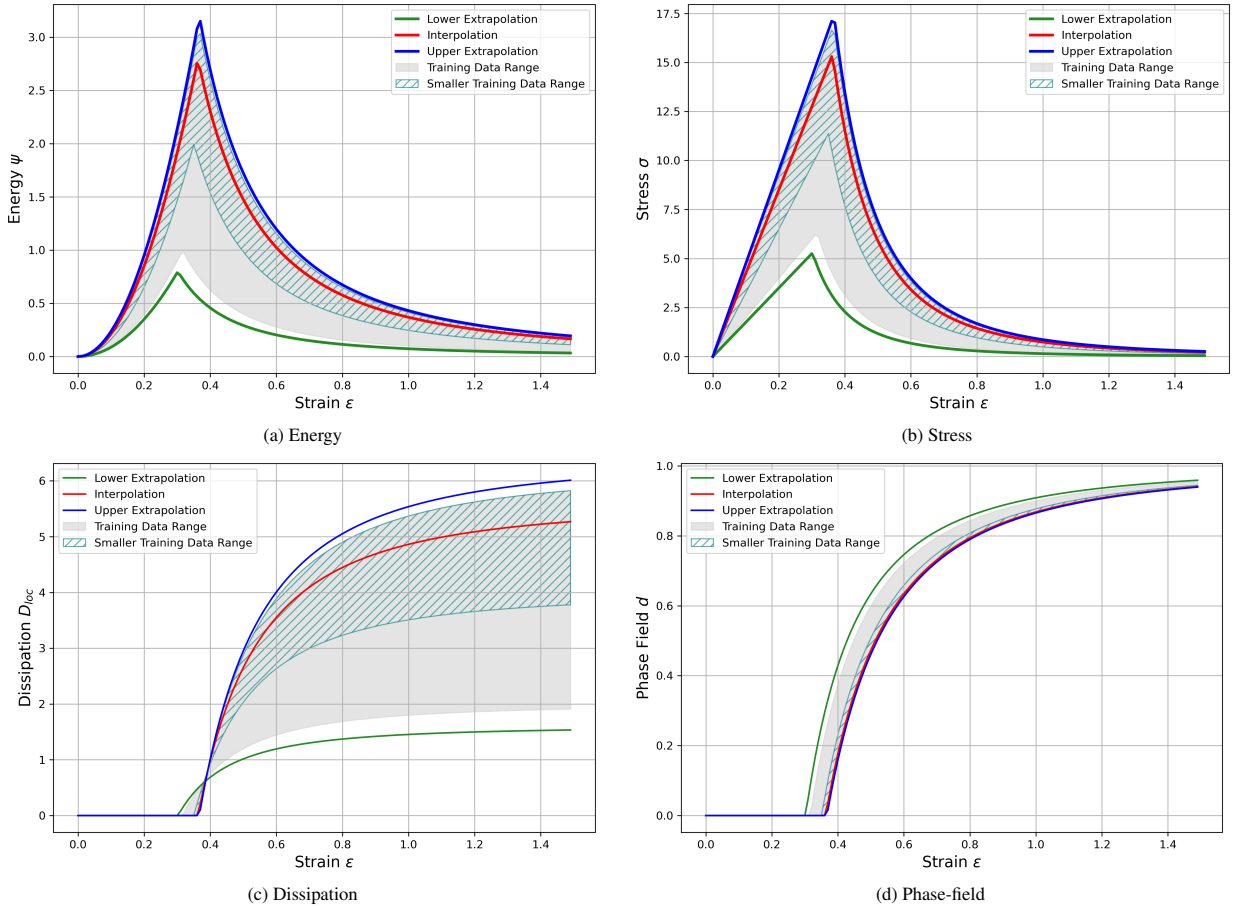 Energy ψ
3.0
2.5
2.0
1.5
1.0
0.5
0.0
Lower Extrapolation
Interpolation
Upper Extrapolation
Training Data Range
Smaller Training Data Range
0.0 0.2 0.4 0.6 0.8 1.0 1.2 1.4
Strain ε
(a) Energy
Stress σ
17.5
15.0
12.5
10.0
7.5
5.0
2.5
0.0
Lower Extrapolation
Interpolation
Upper Extrapolation
Training Data Range
Smaller Training Data Range
0.0 0.2 0.4 0.6 0.8 1.0 1.2 1.4
Strain ε
(b) Stress
Dissipation D_loc
6
5
4
3
2
1
0
Lower Extrapolation
Interpolation
Upper Extrapolation
Training Data Range
Smaller Training Data Range
0.0 0.2 0.4 0.6 0.8 1.0 1.2 1.4
Strain ε
(c) Dissipation
Phase Field d
1.0
0.8
0.6
0.4
0.2
0.0
Lower Extrapolation
Interpolation
Upper Extrapolation
Training Data Range
Smaller Training Data Range
0.0 0.2 0.4 0.6 0.8 1.0 1.2 1.4
Strain ε
(d) Phase-field